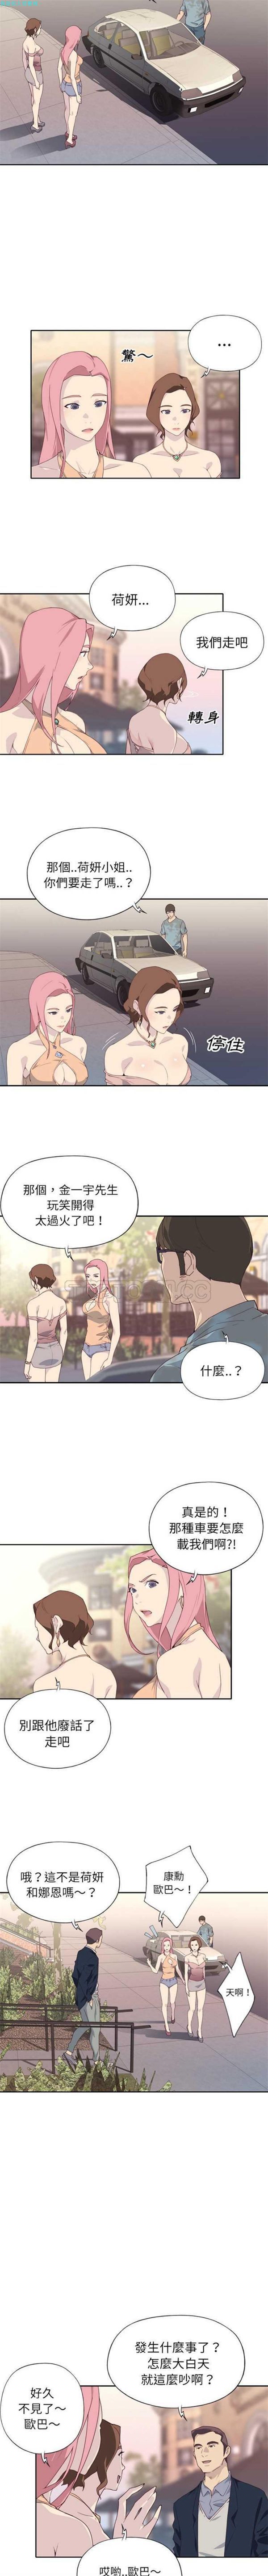 驚～
...
荷妍...
我們走吧
轉身
那個..荷妍小姐..
你們要走了嗎..？
停住
那個，金一宇先生
玩笑開得
太過火了吧！
什麼..？
真是的！
那種車要怎麼
載我們啊?!
別跟他廢話了
走吧
哦？這不是荷妍
和娜恩嗎～？
康勳
歐巴～！
天啊！
發生什麼事了？
怎麼大白天
就這麼吵啊？
好久
不見了～
歐巴～
哎喲..歐巴～